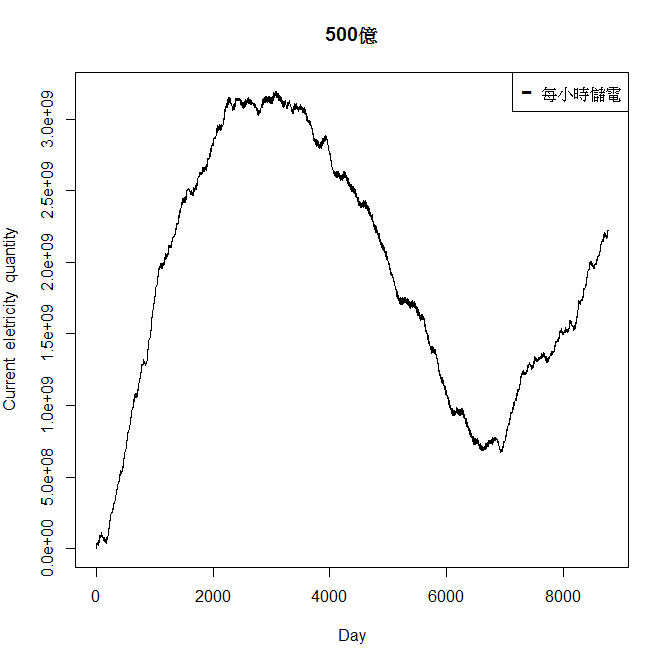 500億
每小時儲電
Current eletricity quantity
3.0e+09
2.5e+09
2.0e+09
1.5e+09
1.0e+09
5.0e+08
0.0e+00
0 2000 4000 6000 8000
Day